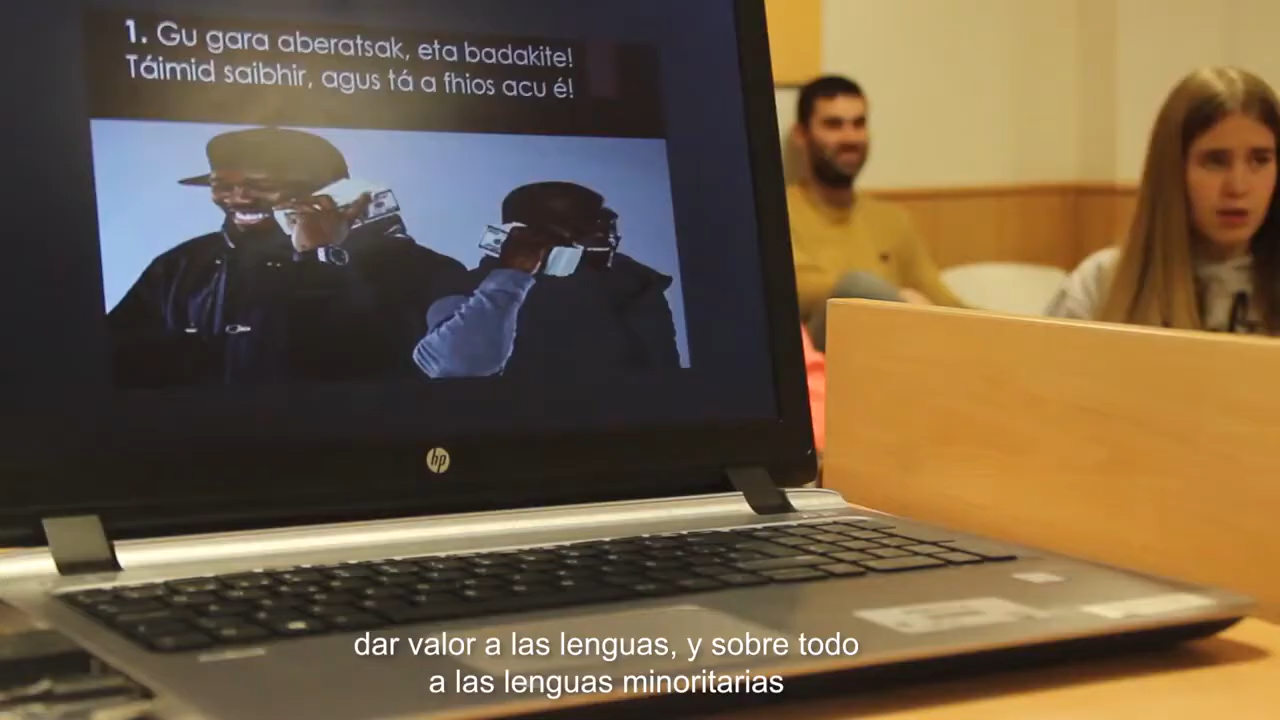 1. Gu gara aberatsak, eta badakite!
Táimid saibhir, agus tá a fhios acu é!
hp
dar valor a las lenguas, y sobre todo
a las lenguas minoritarias